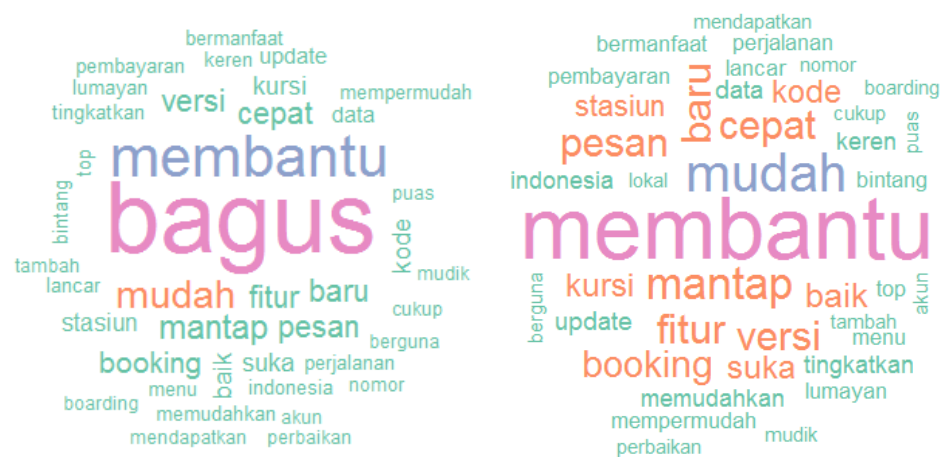 bermanfaat
keren update
pembayaran
lumayan
kursi
mempermudah
versi
tingkatkan
cepat data
membantu
top
bagus
bintang
puas
kode
tambah
lancar
mudik
mudah fitur baru
cukup
stasiun
mantap pesan
berguna
booking
baik
suka perjalanan
menu
indonesia nomor
boarding
memudahkan akun
mendapatkan perbaikan
mendapatkan
bermanfaat perjalanan
pembayaran
baru
lancar nomor
stasiun
data kode
boarding
pesan
cepat
cukup
keren
puas
indonesia lokal
mudah
bintang
membantu
berguna
kursi mantap baik
top
akun
update
fitur versi
tambah
menu
booking suka tingkatkan
memudahkan
lumayan
mempermudah
mudik
perbaikan